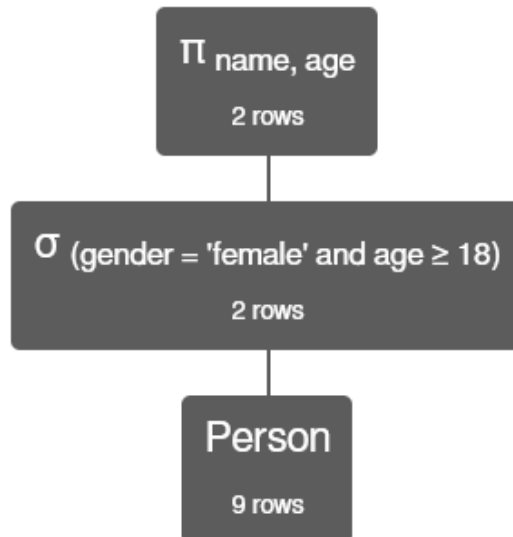 π name, age
2 rows
σ (gender = 'female' and age ≥ 18)
2 rows
Person
9 rows